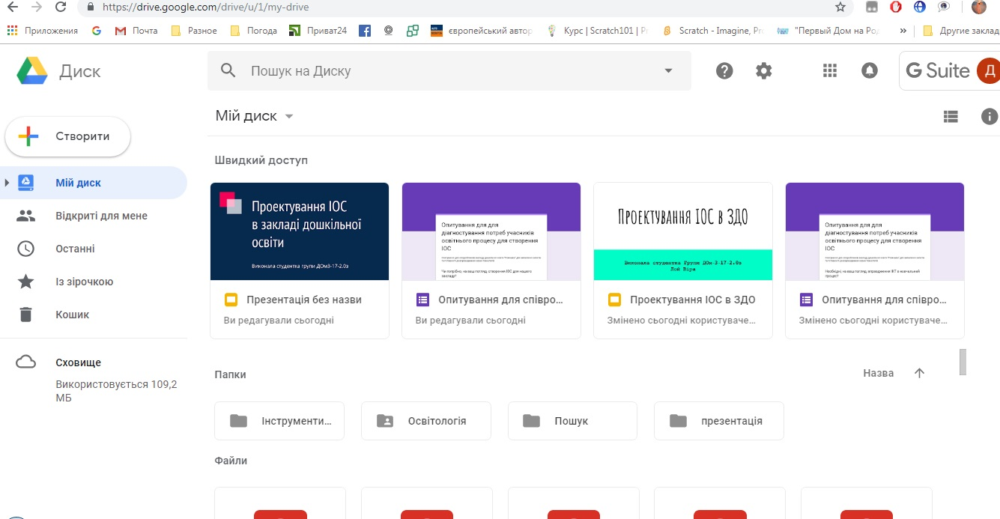 https://drive.google.com/drive/u/1/my-drive
Приложения
Почта
Разное
Погода
Приват24
європейський автор
Курс | Scratch101 | Pr
Scratch - Imagine, Pr
"Первый Дом на Ро
»
Другие заклад
Диск
Пошук на Диску
G Suite
Д
Створити
Мій диск
Відкриті для мене
Останні
Із зірочкою
Кошик
Сховище
Використовується 109,2
МБ
Мій диск
Швидкий доступ
Проектування ІОС
в закладі дошкільної
освіти
Виконала студентка групи ДОмз-17-2.0з
Презентація без назви
Ви редагували сьогодні
Опитування для для
діагностування потреб учасників
освітнього процесу для створення
ІОС
Чи потрібно, на ваш погляд, створення ІОС для нашого
закладу?
Опитування для співро...
Ви редагували сьогодні
Проектування ІОС в ЗДО
Виконала студентка Групи ДОм-З-17-2.0з
Лой Віра
Проектування ІОС в ЗДО
Змінено сьогодні користуваче...
Опитування для для
діагностування потреб учасників
освітнього процесу для створення
ІОС
Необхідні, на ваш погляд, впровадження ІКТ в навчальний
процес?
Опитування для співро...
Змінено сьогодні користуваче...
Папки
Назва
Інструменти...
Освітологія
Пошук
презентація
Файли